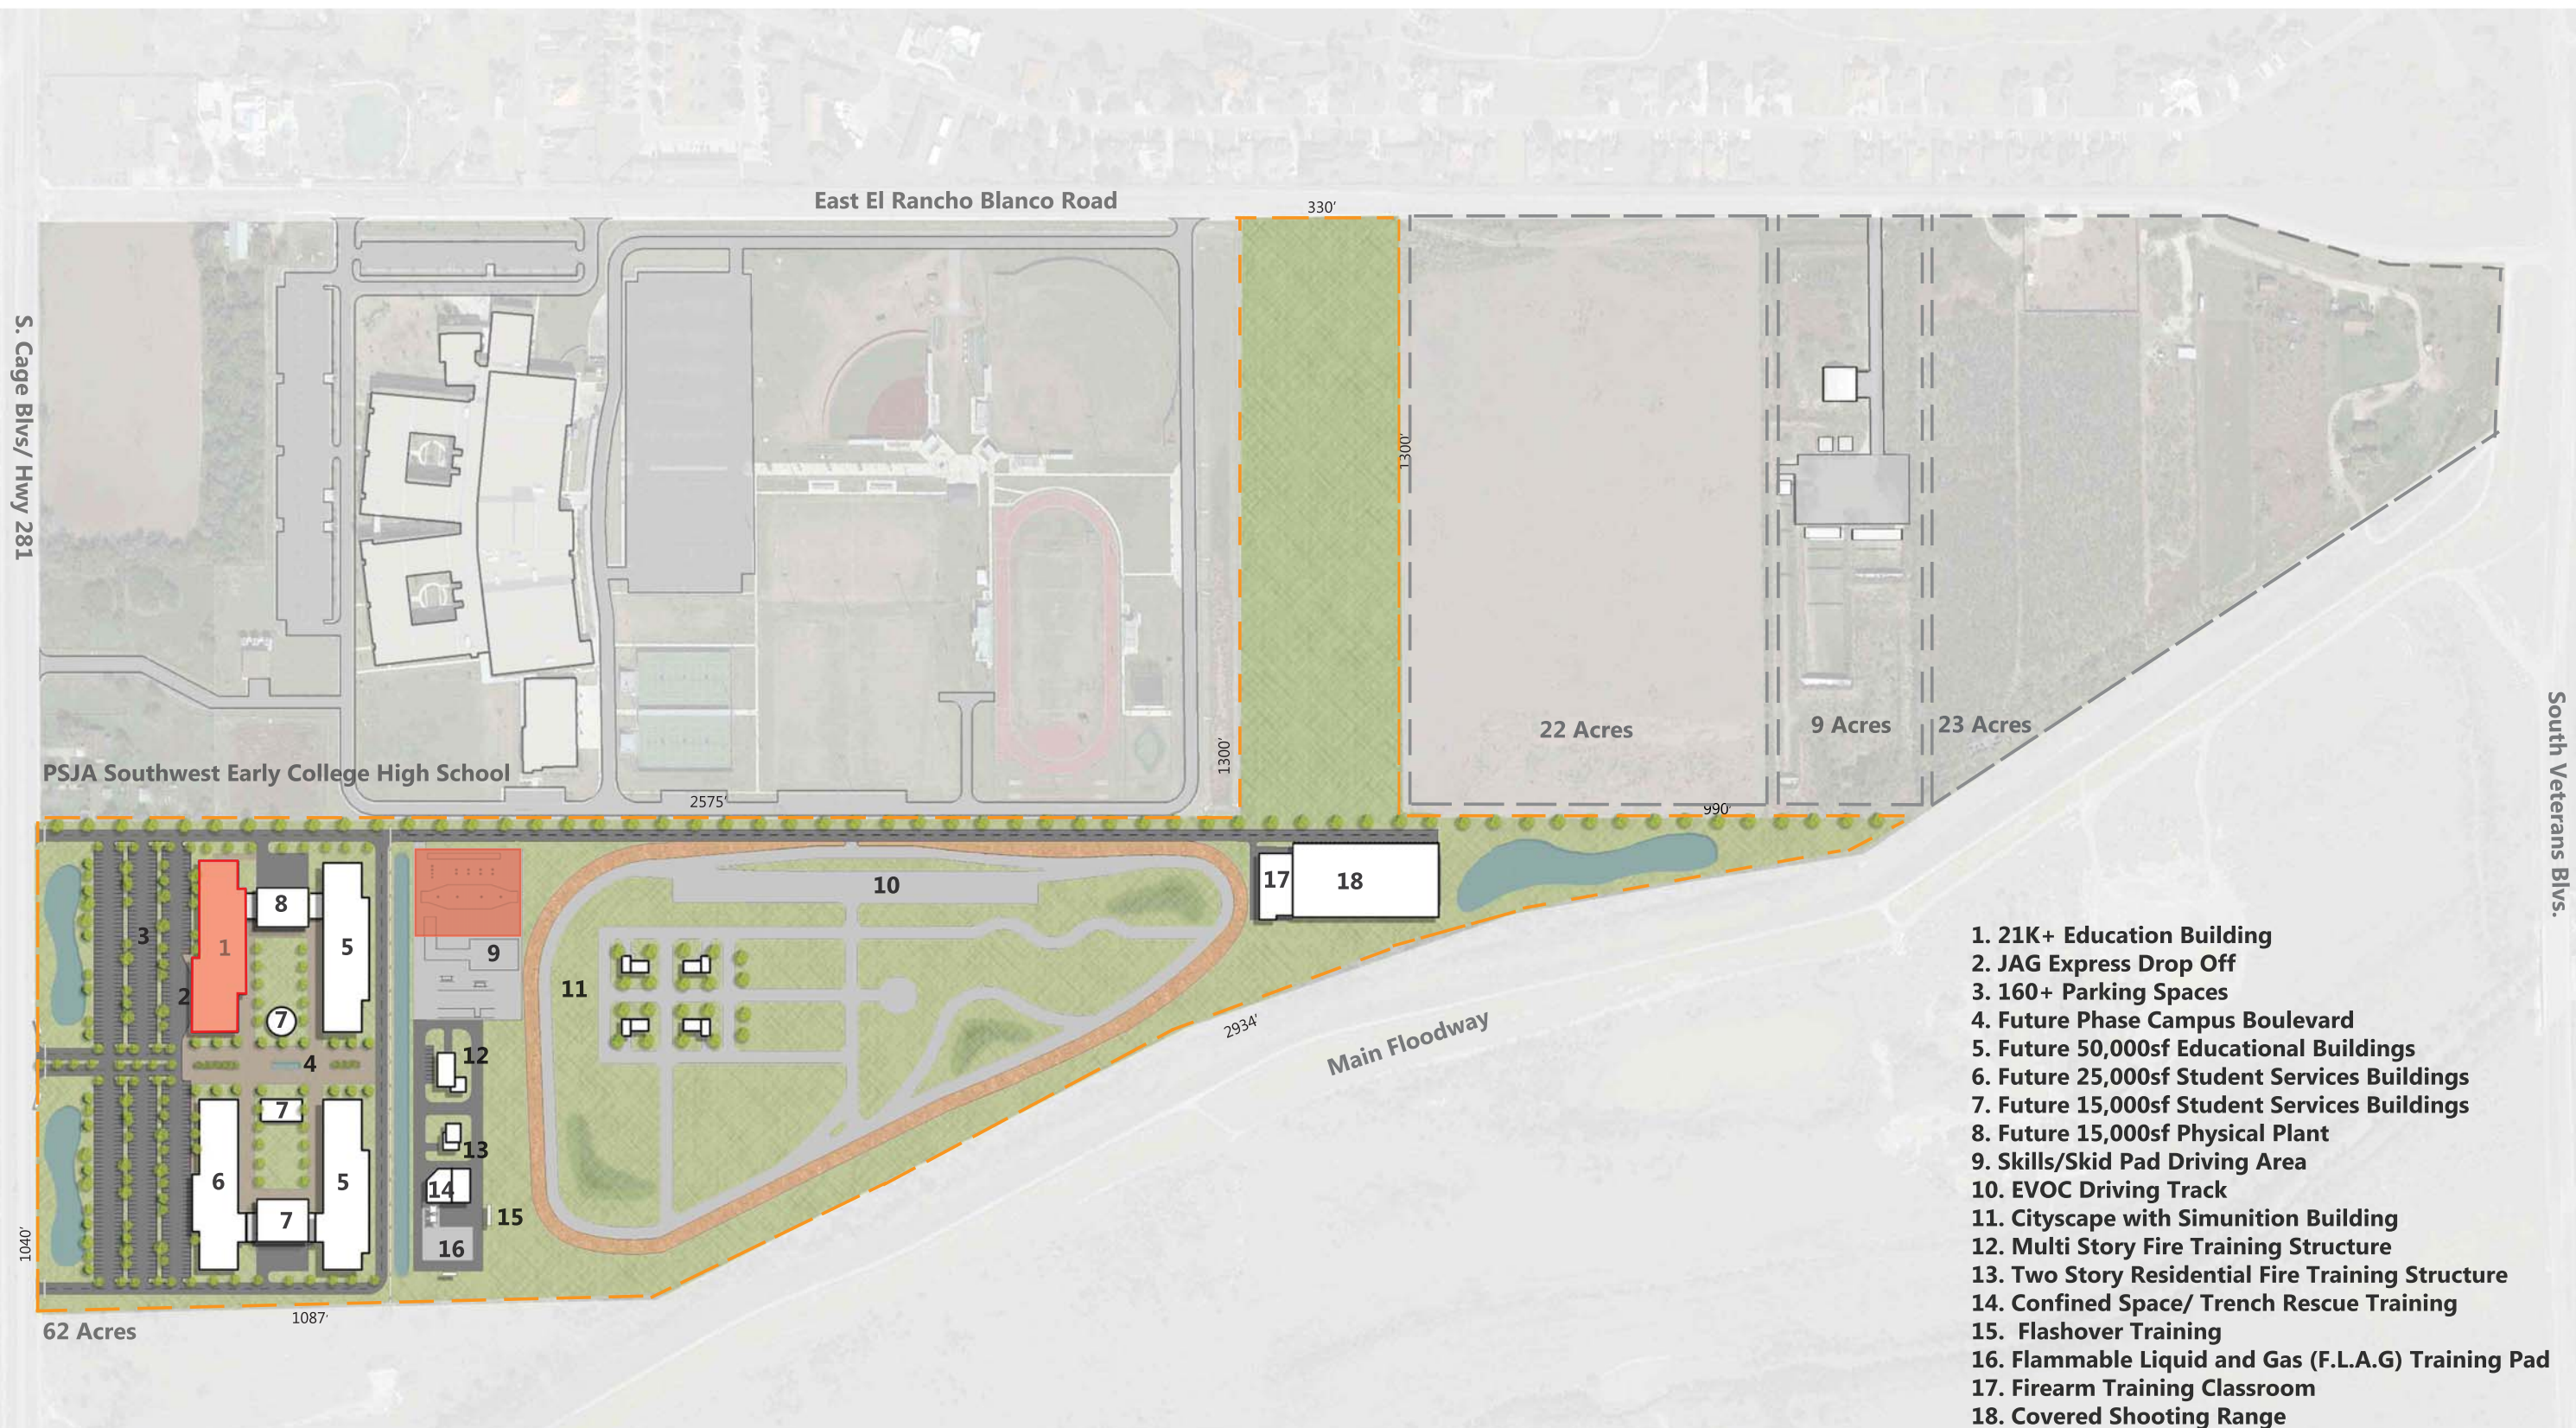 East El Rancho Blanco Road
330'
S. Cage Blvs/ Hwy 281
1300'
1300'
22 Acres
9 Acres
23 Acres
South Veterans Blvs.
PSJA Southwest Early College High School
2575'
990'
1
2
3
4
5
5
6
7
7
7
8
9
10
11
12
13
14
15
16
17
18
2934'
Main Floodway
1040'
1087'
62 Acres
1. 21K+ Education Building
2. JAG Express Drop Off
3. 160+ Parking Spaces
4. Future Phase Campus Boulevard
5. Future 50,000sf Educational Buildings
6. Future 25,000sf Student Services Buildings
7. Future 15,000sf Student Services Buildings
8. Future 15,000sf Physical Plant
9. Skills/Skid Pad Driving Area
10. EVOC Driving Track
11. Cityscape with Simunition Building
12. Multi Story Fire Training Structure
13. Two Story Residential Fire Training Structure
14. Confined Space/ Trench Rescue Training
15. Flashover Training
16. Flammable Liquid and Gas (F.L.A.G) Training Pad
17. Firearm Training Classroom
18. Covered Shooting Range